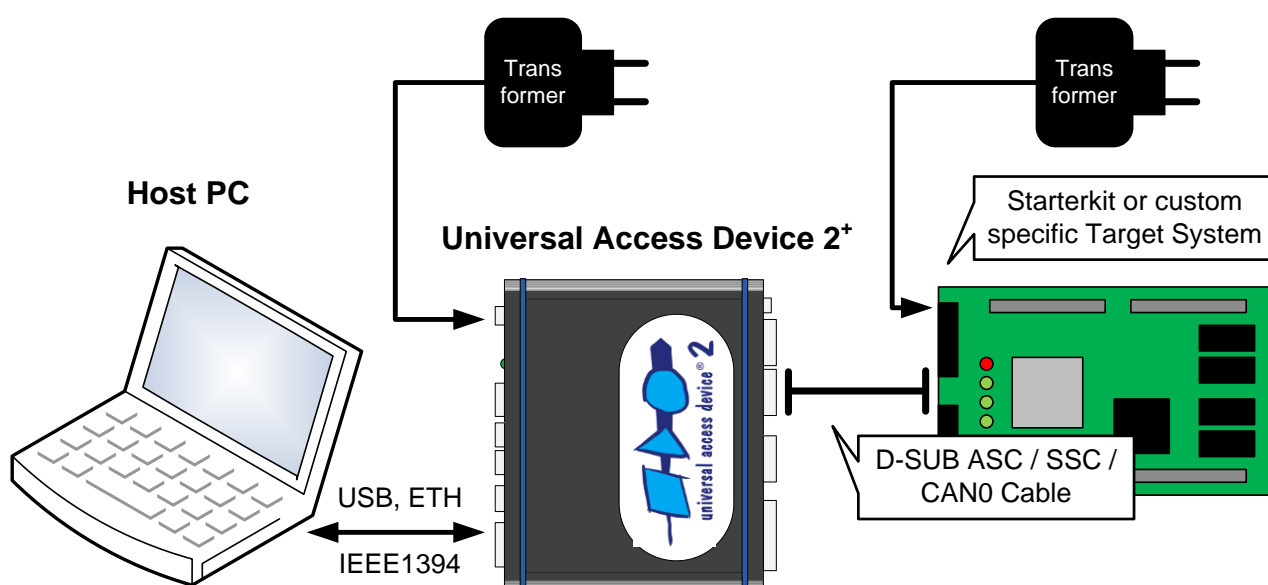 Trans
former
Trans
former
Host PC
Starterkit or custom
specific Target System
Universal Access Device 2⁺
universal access device® 2
D-SUB ASC / SSC /
CAN0 Cable
USB, ETH
IEEE1394